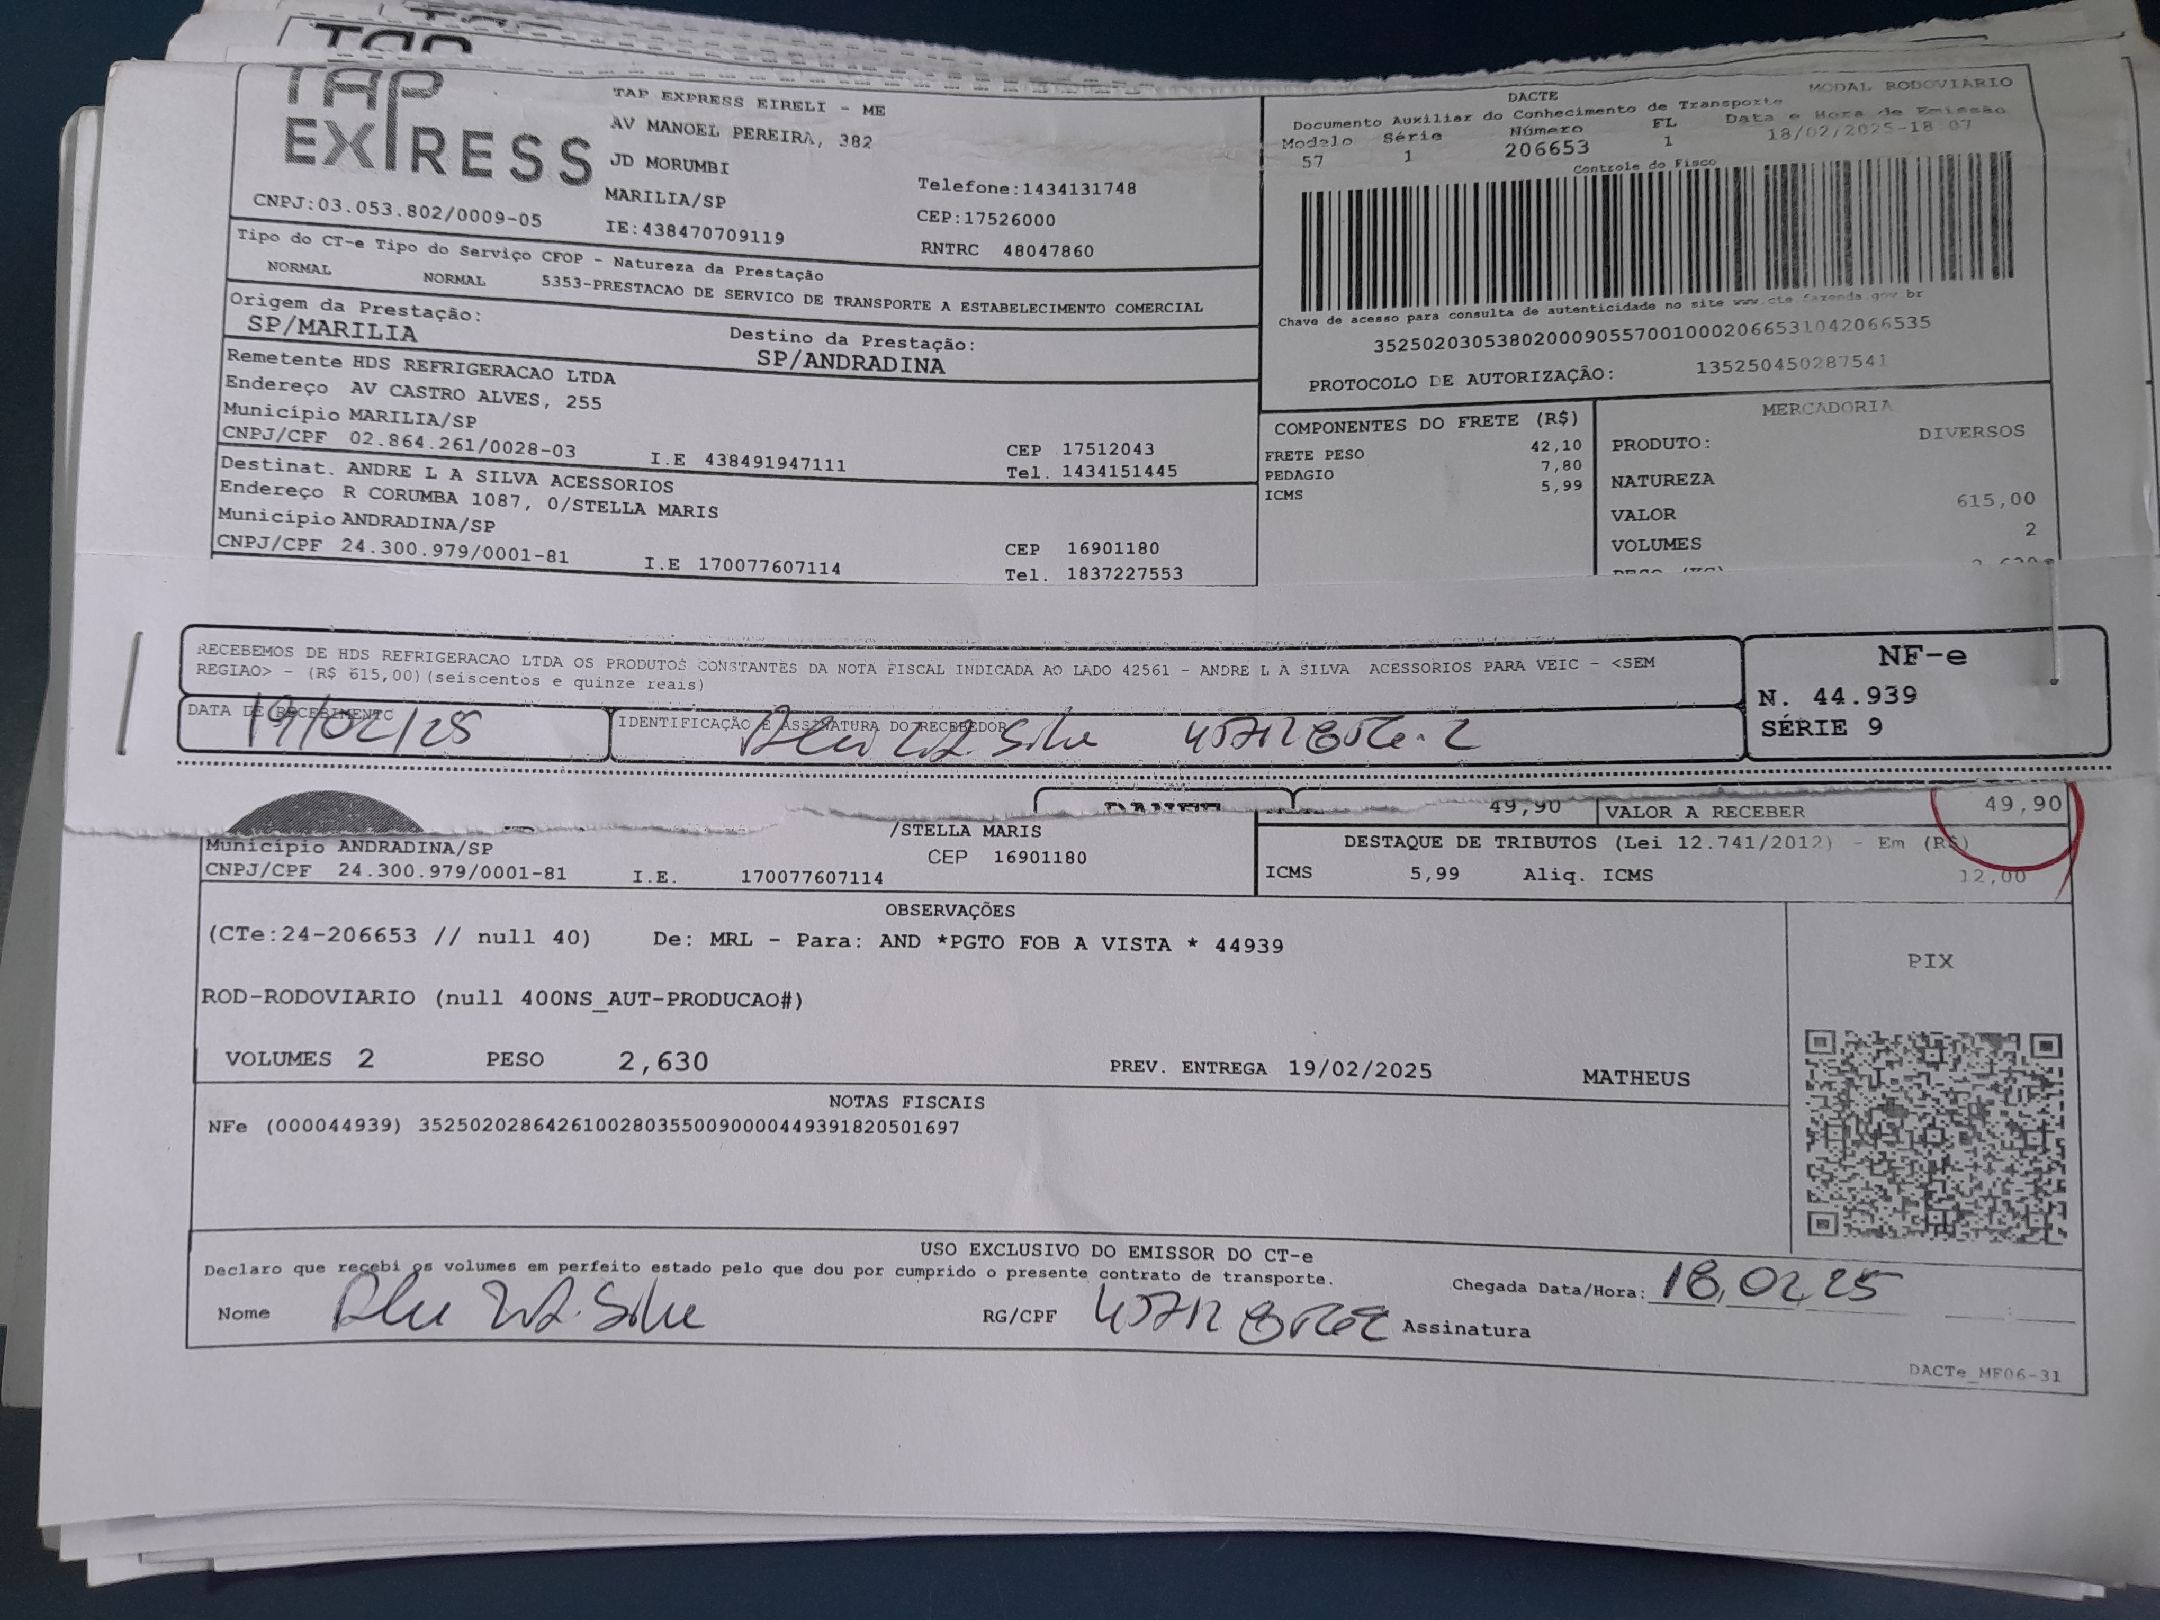 TAP
TAP EXPRESS
TAP EXPRESS EIRELI - ME
AV MANOEL PEREIRA, 382
JD MORUMBI
MARILIA/SP
IE:438470709119
Telefone:1434131748
CEP:17526000
RNTRC 48047860
CNPJ:03.053.802/0009-05
Tipo do CT-e Tipo do Serviço CFOP - Natureza da Prestação
NORMAL NORMAL 5353-PRESTACAO DE SERVICO DE TRANSPORTE A ESTABELECIMENTO COMERCIAL
Origem da Prestação:
SP/MARILIA
Destino da Prestação:
SP/ANDRADINA
Remetente HDS REFRIGERACAO LTDA
Endereço AV CASTRO ALVES, 255
Município MARILIA/SP
CNPJ/CPF 02.864.261/0028-03 I.E 438491947111
CEP 17512043
Tel. 1434151445
Destinat. ANDRE L A SILVA ACESSORIOS
Endereço R CORUMBA 1087, 0/STELLA MARIS
Município ANDRADINA/SP
CNPJ/CPF 24.300.979/0001-81 I.E 170077607114
CEP 16901180
Tel. 1837227553
DACTE MODAL RODOVIARIO
Documento Auxiliar do Conhecimento de Transporte
Modelo Série Número FL Data e Hora de Emissão
57 1 206653 1 18/02/2025-18:07
Controle do Fisco
Chave de acesso para consulta de autenticidade no site www.cte.fazenda.gov.br
35250203053802000905570010002066531042066535
PROTOCOLO DE AUTORIZAÇÃO: 135250450287541
COMPONENTES DO FRETE (R$)
FRETE PESO 42,10
PEDAGIO 7,80
ICMS 5,99
MERCADORIA
PRODUTO: DIVERSOS
NATUREZA
VALOR 615,00
VOLUMES 2
RECEBEMOS DE HDS REFRIGERACAO LTDA OS PRODUTOS CONSTANTES DA NOTA FISCAL INDICADA AO LADO 42561 - ANDRE L A SILVA ACESSORIOS PARA VEIC - <SEM
REGIAO> - (R$ 615,00)(seiscentos e quinze reais)
DATA DE RECEBIMENTO
19/02/25
IDENTIFICAÇÃO E ASSINATURA DO RECEBEDOR
NF-e
N. 44.939
SÉRIE 9
49,90 VALOR A RECEBER 49,90
/STELLA MARIS
Município ANDRADINA/SP
CEP 16901180
CNPJ/CPF 24.300.979/0001-81 I.E. 170077607114
DESTAQUE DE TRIBUTOS (Lei 12.741/2012) - Em (R$)
ICMS 5,99 Aliq. ICMS 12,00
OBSERVAÇÕES
(CTe:24-206653 // null 40) De: MRL - Para: AND *PGTO FOB A VISTA * 44939
ROD-RODOVIARIO (null 400NS_AUT-PRODUCAO#)
VOLUMES 2 PESO 2,630 PREV. ENTREGA 19/02/2025 MATHEUS
PIX
NOTAS FISCAIS
NFe (000044939) 35250202864261002803550090000449391820501697
USO EXCLUSIVO DO EMISSOR DO CT-e
Declaro que recebi os volumes em perfeito estado pelo que dou por cumprido o presente contrato de transporte.
Chegada Data/Hora: 18,02,25
Nome
RG/CPF
Assinatura
DACTe_MF06-31